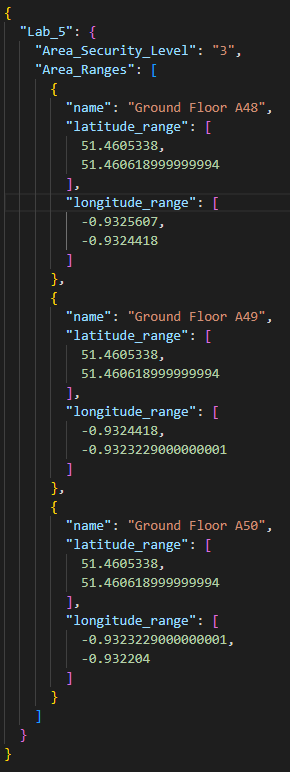 {
  "Lab_5": {
    "Area_Security_Level": "3",
    "Area_Ranges": [
      {
        "name": "Ground Floor A48",
        "latitude_range": [
          51.4605338,
          51.460618999999994
        ],
        "longitude_range": [
          -0.9325607,
          -0.9324418
        ]
      },
      {
        "name": "Ground Floor A49",
        "latitude_range": [
          51.4605338,
          51.460618999999994
        ],
        "longitude_range": [
          -0.9324418,
          -0.9323229000000001
        ]
      },
      {
        "name": "Ground Floor A50",
        "latitude_range": [
          51.4605338,
          51.460618999999994
        ],
        "longitude_range": [
          -0.9323229000000001,
          -0.932204
        ]
      }
    ]
  }
}